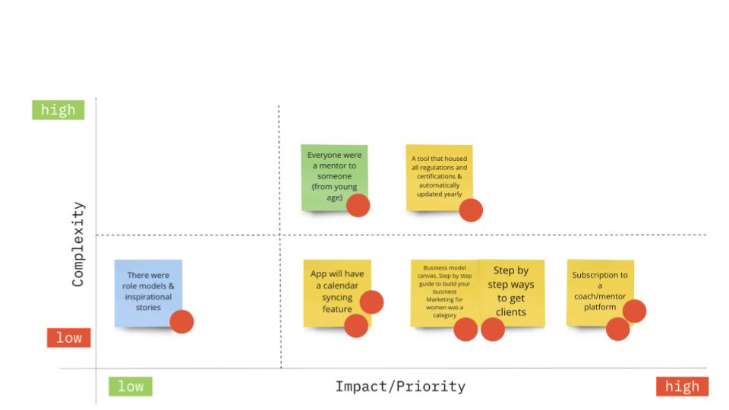 high
Everyone were
a mentor to
someone
(from young
age)
A tool that housed
all regulations and
certifications &
automatically
updated yearly
Complexity
There were
role models &
inspirational
stories
App will have
a calendar
syncing
feature
Business model
canvas, Step by step
guide to build your
business
Marketing for
women was a
category
Step by
step ways
to get
clients
Subscription to
a
coach/mentor
platform
low
low
Impact/Priority
high